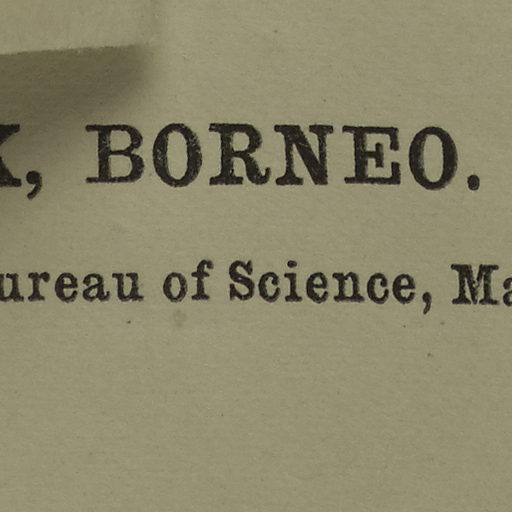 K, BORNEO.
ureau of Science, Ma